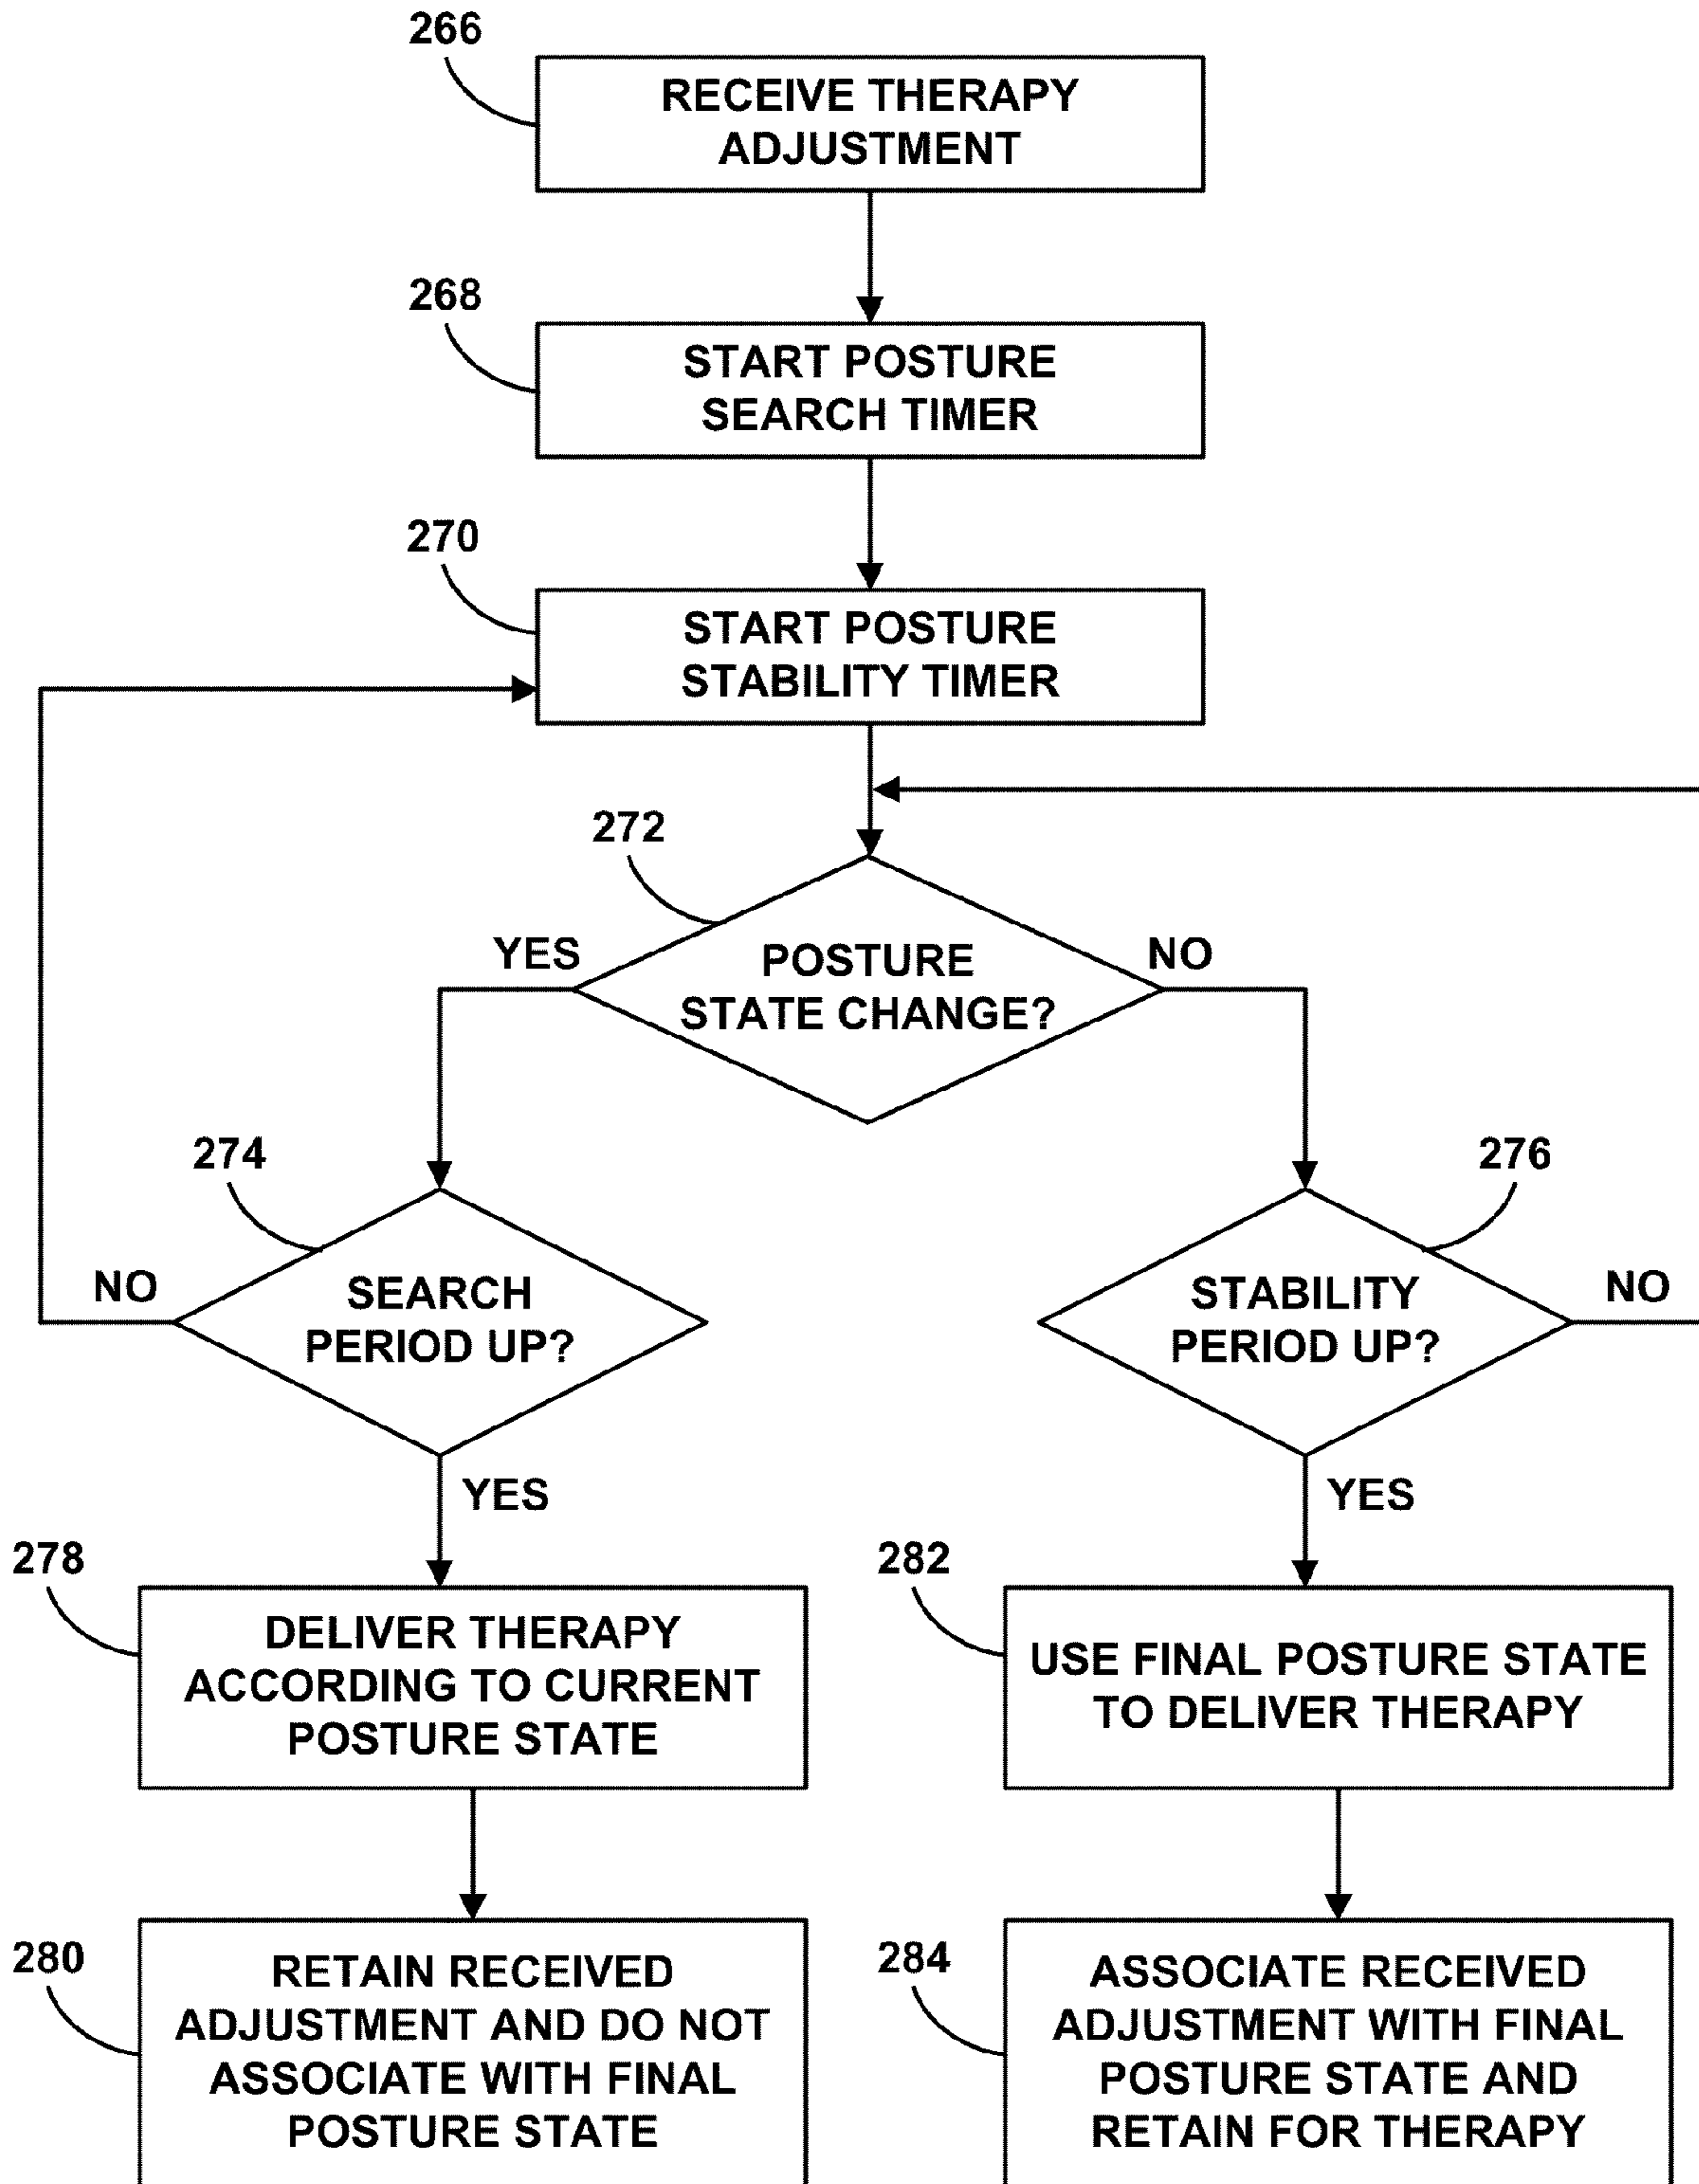 266
RECEIVE THERAPY
ADJUSTMENT
268
START POSTURE
SEARCH TIMER
270
START POSTURE
STABILITY TIMER
272
YES
POSTURE
STATE CHANGE?
NO
274
NO
SEARCH
PERIOD UP?
YES
276
STABILITY
PERIOD UP?
NO
YES
278
DELIVER THERAPY
ACCORDING TO CURRENT
POSTURE STATE
282
USE FINAL POSTURE STATE
TO DELIVER THERAPY
280
RETAIN RECEIVED
ADJUSTMENT AND DO NOT
ASSOCIATE WITH FINAL
POSTURE STATE
284
ASSOCIATE RECEIVED
ADJUSTMENT WITH FINAL
POSTURE STATE AND
RETAIN FOR THERAPY